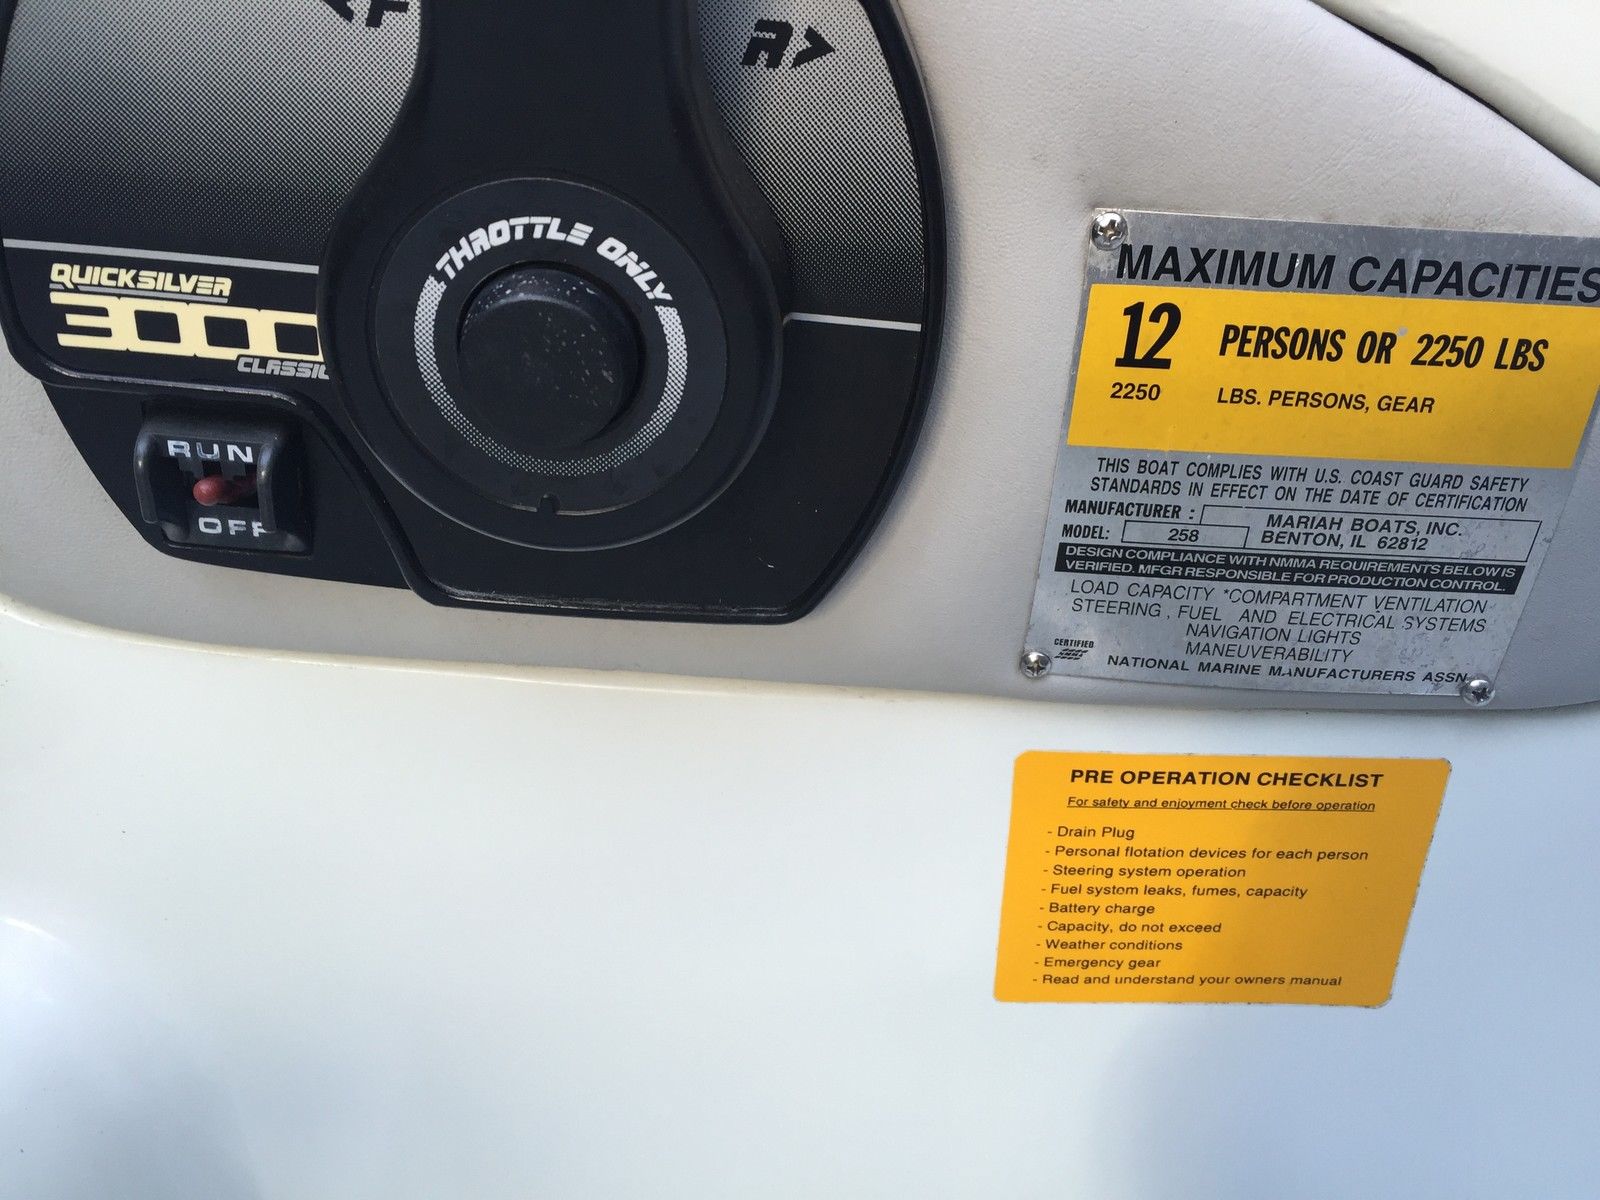 <F
R>
THROTTLE ONLY
QUICKSILVER
3000
CLASSIC
RUN
OFF
MAXIMUM CAPACITIES
12 PERSONS OR 2250 LBS
2250 LBS. PERSONS, GEAR
THIS BOAT COMPLIES WITH U.S. COAST GUARD SAFETY
STANDARDS IN EFFECT ON THE DATE OF CERTIFICATION
MANUFACTURER : MARIAH BOATS, INC.
MODEL: 258 BENTON, IL 62812
DESIGN COMPLIANCE WITH NMMA REQUIREMENTS BELOW IS
VERIFIED. MFGR RESPONSIBLE FOR PRODUCTION CONTROL.
LOAD CAPACITY *COMPARTMENT VENTILATION
STEERING, FUEL AND ELECTRICAL SYSTEMS
NAVIGATION LIGHTS
MANEUVERABILITY
CERTIFIED
NATIONAL MARINE MANUFACTURERS ASSN.
PRE OPERATION CHECKLIST
For safety and enjoyment check before operation
- Drain Plug
- Personal flotation devices for each person
- Steering system operation
- Fuel system leaks, fumes, capacity
- Battery charge
- Capacity, do not exceed
- Weather conditions
- Emergency gear
- Read and understand your owners manual